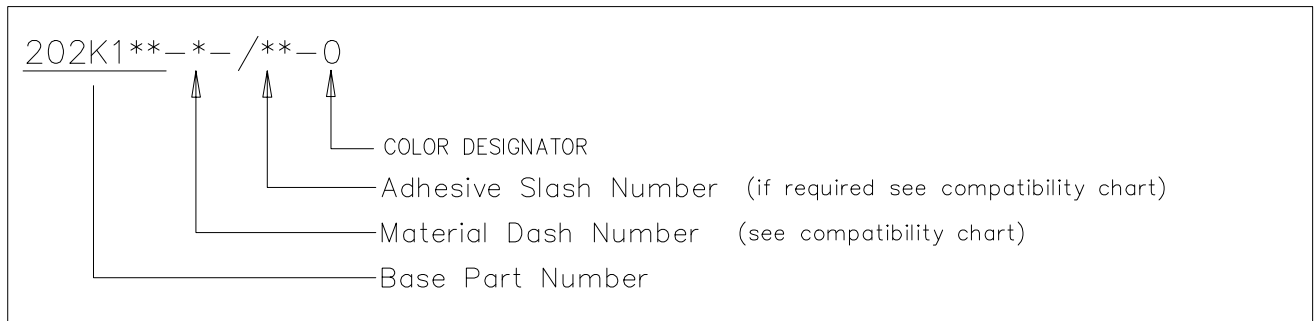 202K1**-*-/**-0
COLOR DESIGNATOR
Adhesive Slash Number (if required see compatibility chart)
Material Dash Number (see compatibility chart)
Base Part Number